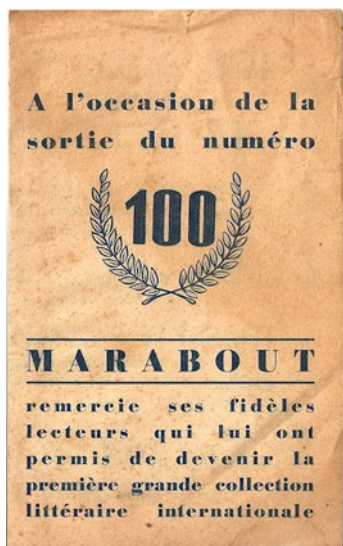 A l'occasion de la
sortie du numéro
100
MARABOUT
remercie ses fidèles
lecteurs qui lui ont
permis de devenir la
première grande collection
littéraire internationale